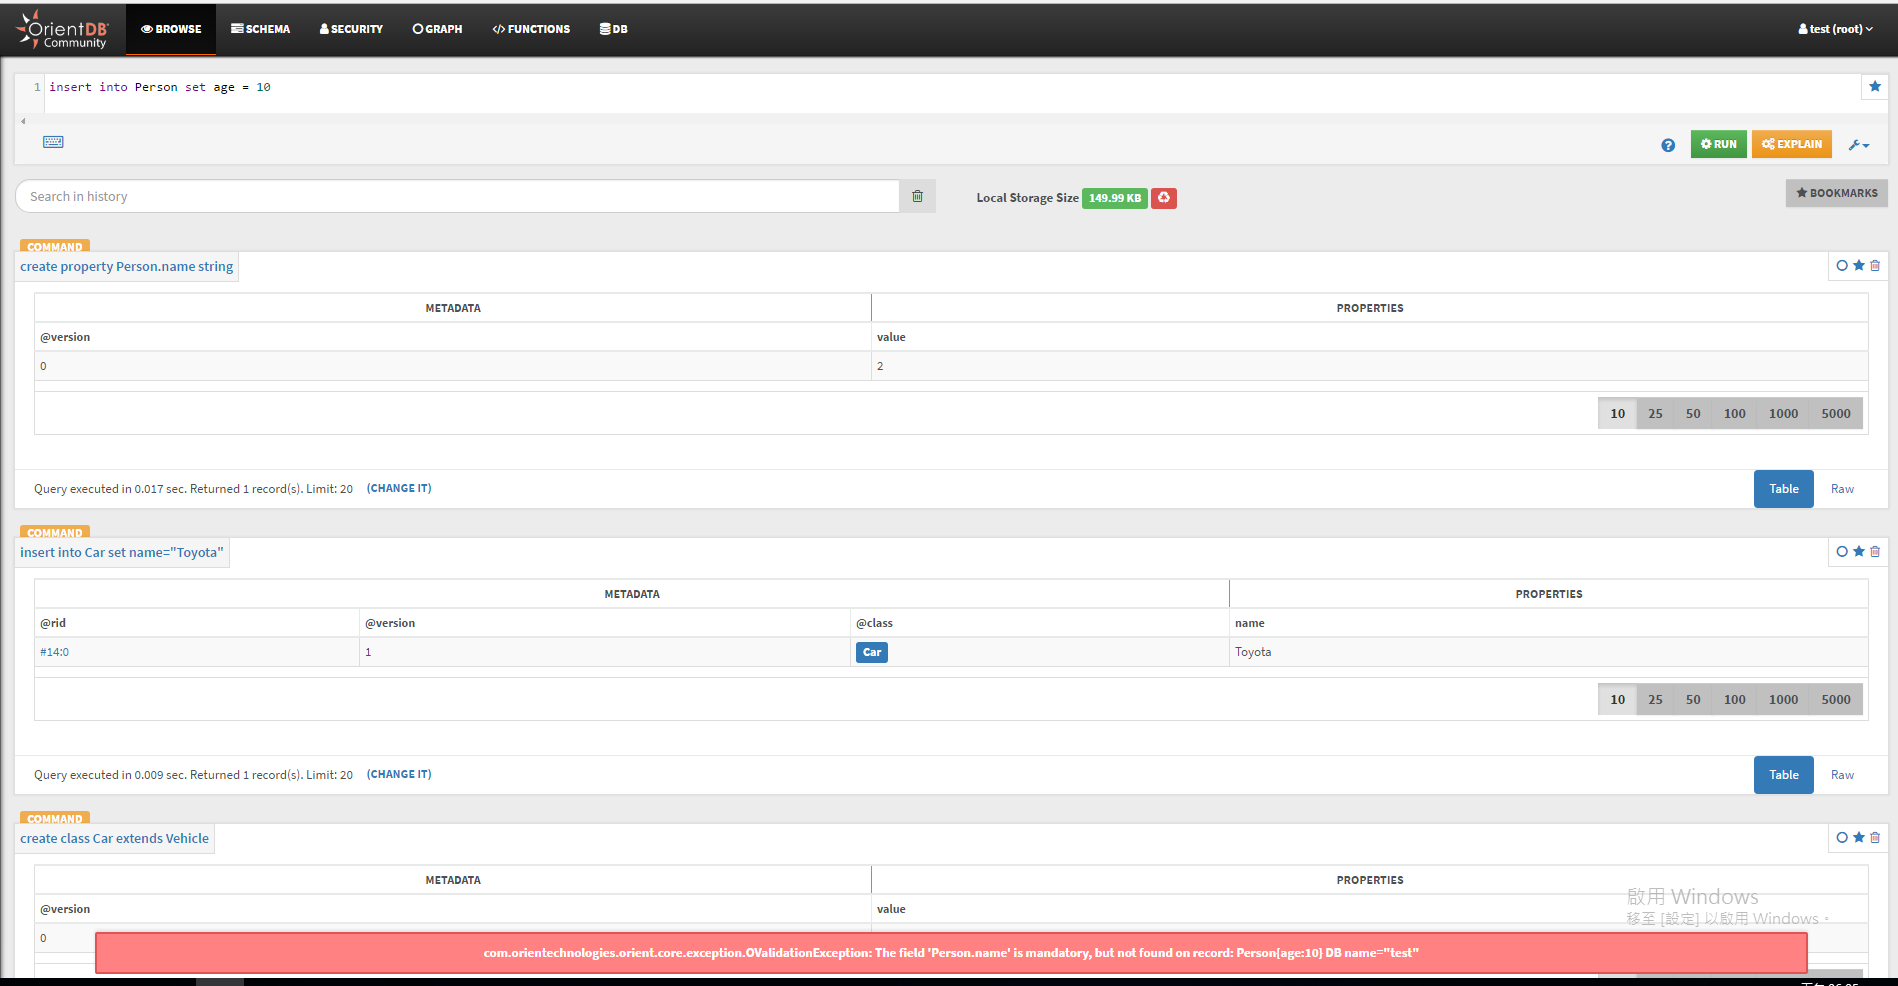 OrientDB
Community
BROWSE SCHEMA SECURITY GRAPH FUNCTIONS DB test (root)
1 insert into Person set age = 10
RUN EXPLAIN
Search in history Local Storage Size 149.99 KB BOOKMARKS
COMMAND
create property Person.name string
METADATA PROPERTIES
@version value
0 2
10 25 50 100 1000 5000
Query executed in 0.017 sec. Returned 1 record(s). Limit: 20 (CHANGE IT) Table Raw
COMMAND
insert into Car set name="Toyota"
METADATA PROPERTIES
@rid @version @class name
#14:0 1 Car Toyota
10 25 50 100 1000 5000
Query executed in 0.009 sec. Returned 1 record(s). Limit: 20 (CHANGE IT) Table Raw
COMMAND
create class Car extends Vehicle
METADATA PROPERTIES
啟用 Windows
@version value
移至 [設定] 以啟用 Windows。
0
com.orientechnologies.orient.core.exception.OValidationException: The field 'Person.name' is mandatory, but not found on record: Person{age:10} DB name="test"